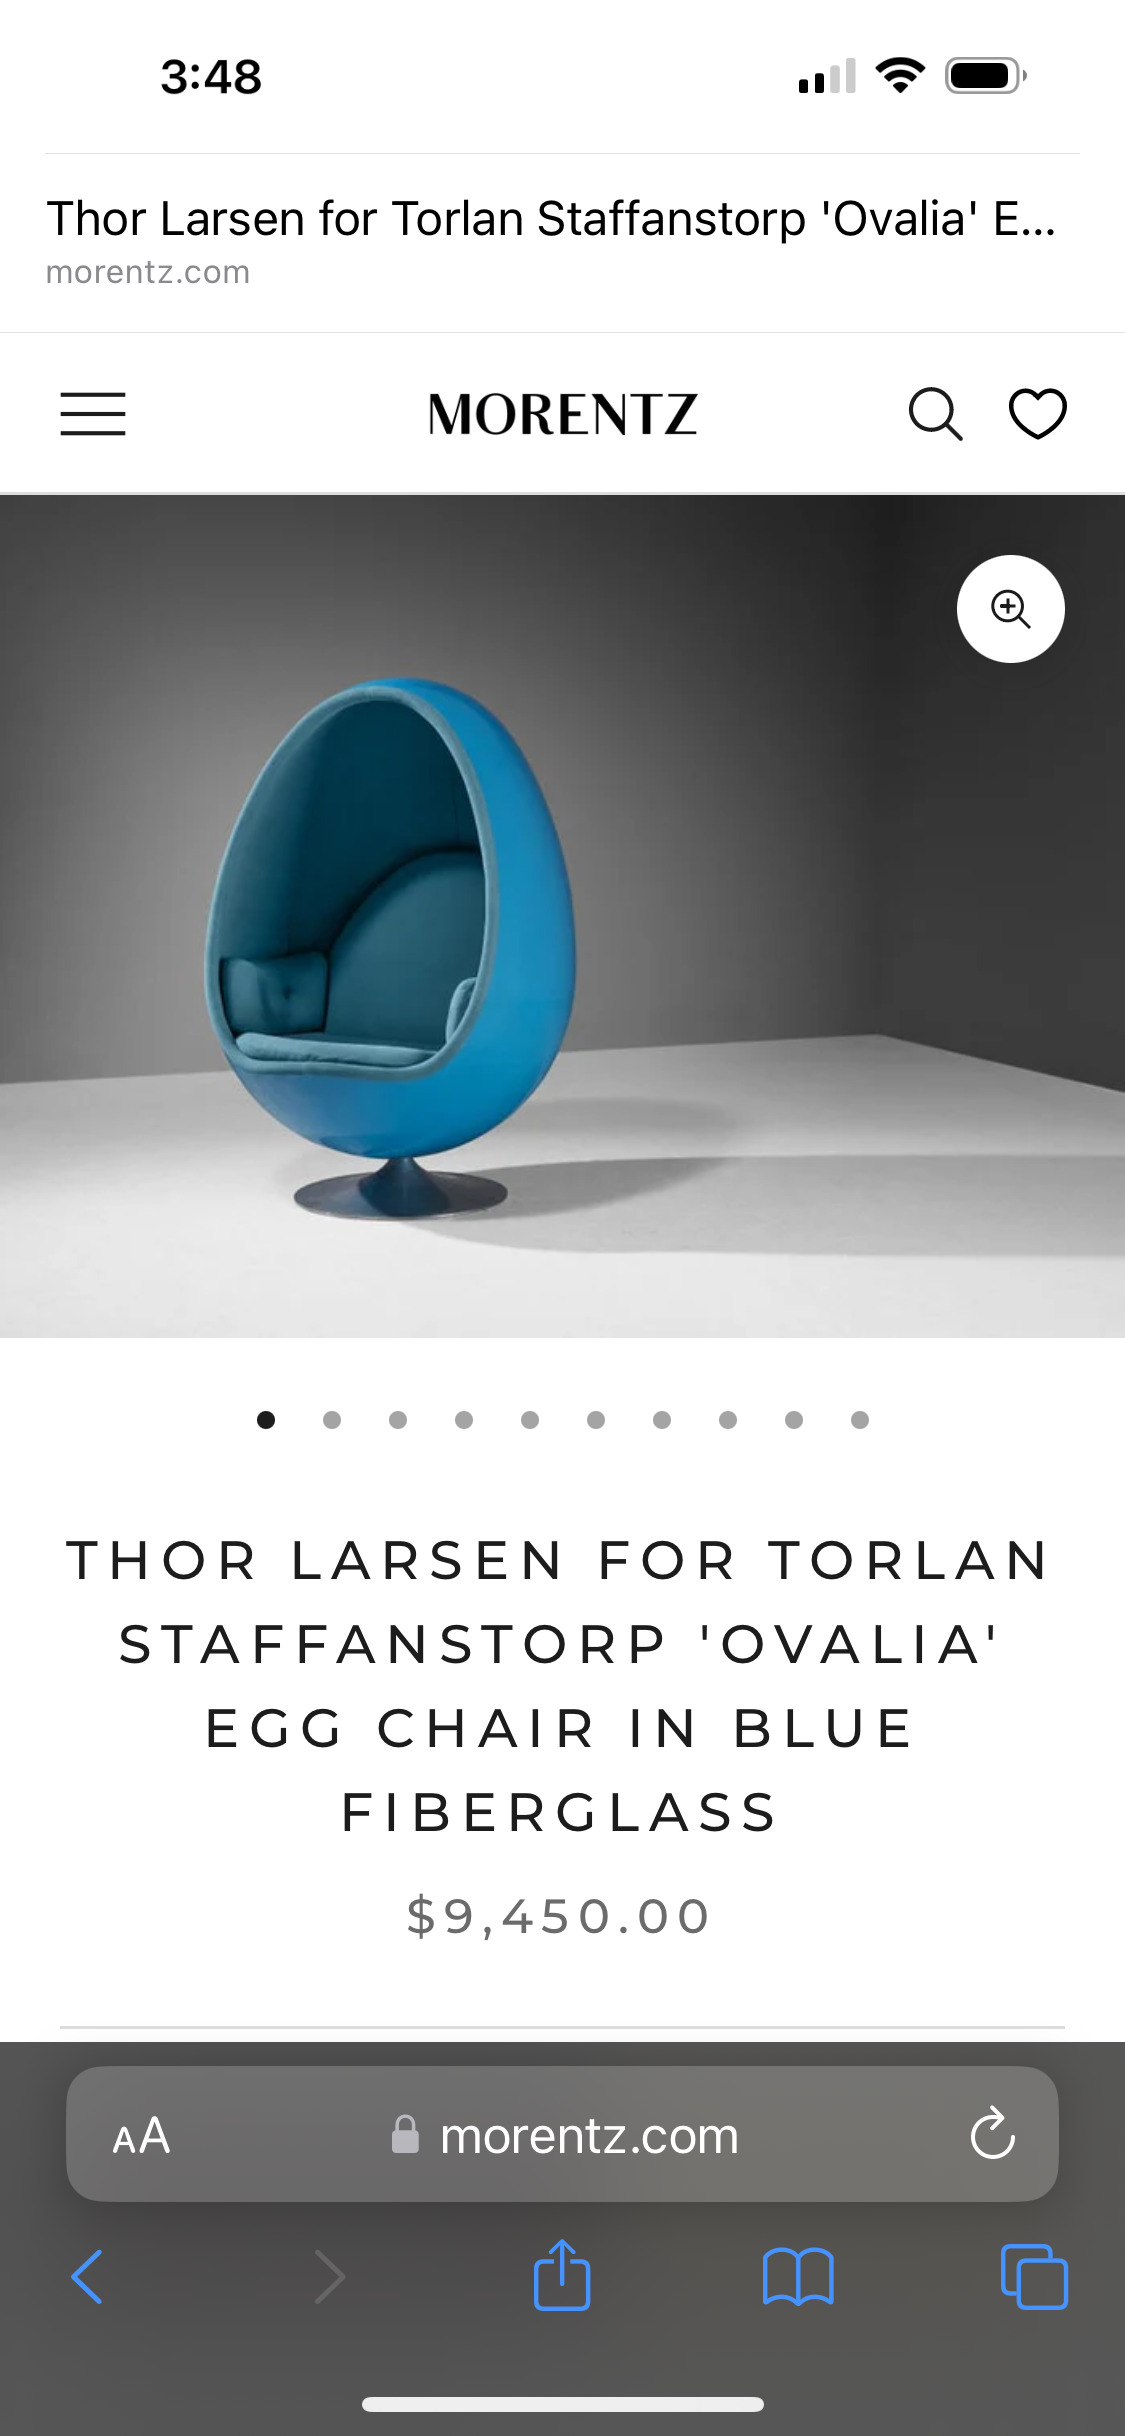 3:48
Thor Larsen for Torlan Staffanstorp 'Ovalia' E...
morentz.com
MORENTZ
THOR LARSEN FOR TORLAN
STAFFANSTORP 'OVALIA'
EGG CHAIR IN BLUE
FIBERGLASS
$9,450.00
AA morentz.com